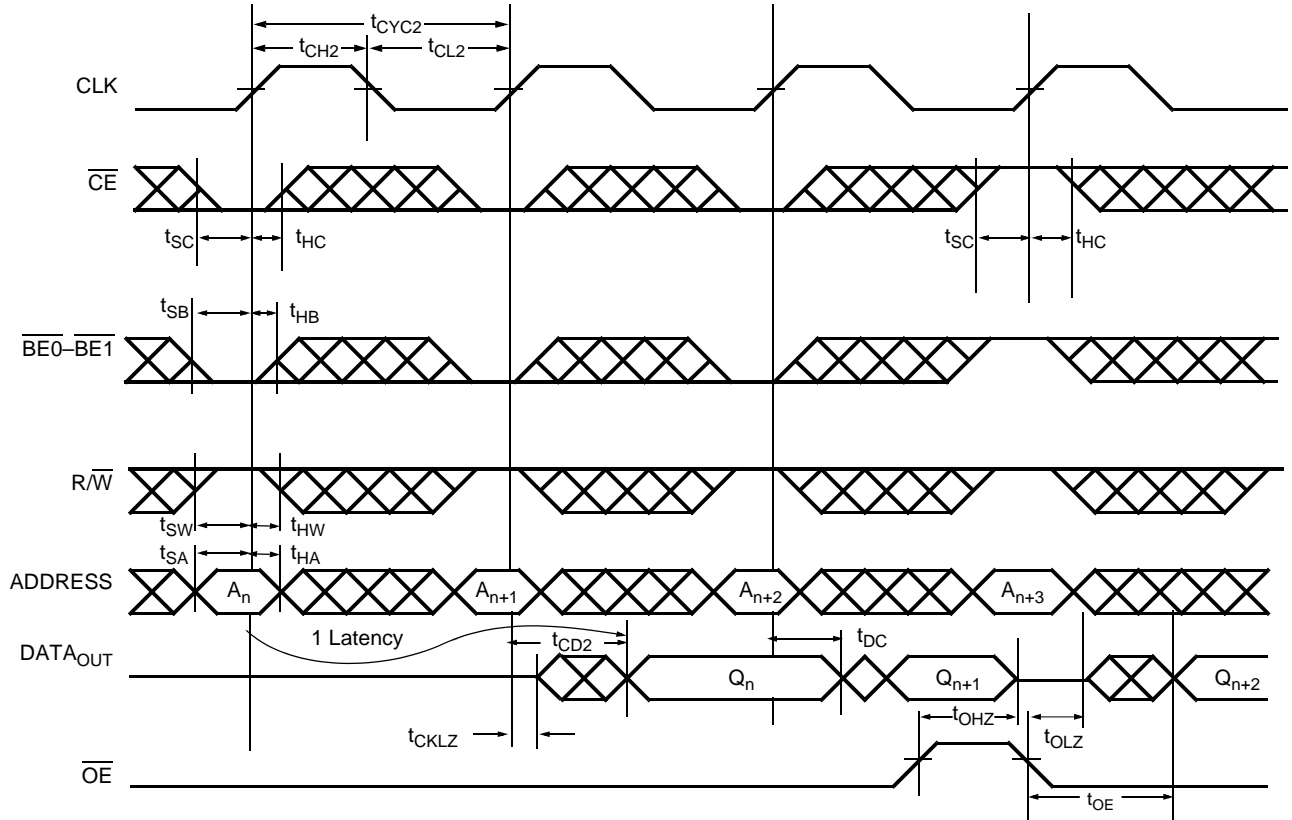 tCYC2
tCH2 tCL2
CLK
CE
tSC tHC tSC tHC
tSB tHB
BE0–BE1
R/W
tSW tHW
tSA tHA
ADDRESS An An+1 An+2 An+3
1 Latency tCD2 tDC
DATAOUT Qn Qn+1 Qn+2
tOHZ
tCKLZ tOLZ
OE
tOE